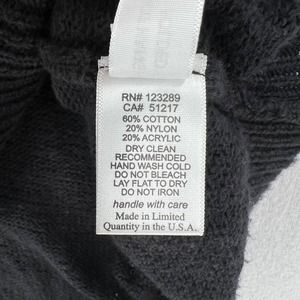 RN# 123289
CA# 51217
60% COTTON
20% NYLON
20% ACRYLIC
DRY CLEAN
RECOMMENDED
HAND WASH COLD
DO NOT BLEACH
LAY FLAT TO DRY
DO NOT IRON
handle with care
Made in Limited
Quantity in the U.S.A.